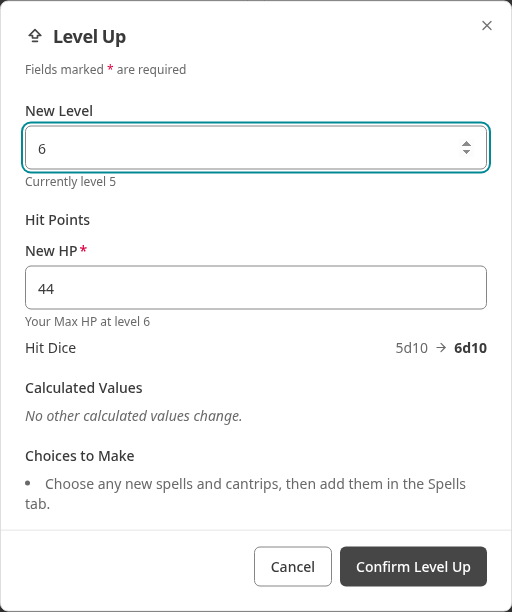 Level Up
Fields marked * are required
New Level
6
Currently level 5
Hit Points
New HP *
44
Your Max HP at level 6
Hit Dice 5d10 → 6d10
Calculated Values
No other calculated values change.
Choices to Make
• Choose any new spells and cantrips, then add them in the Spells
tab.
Cancel Confirm Level Up